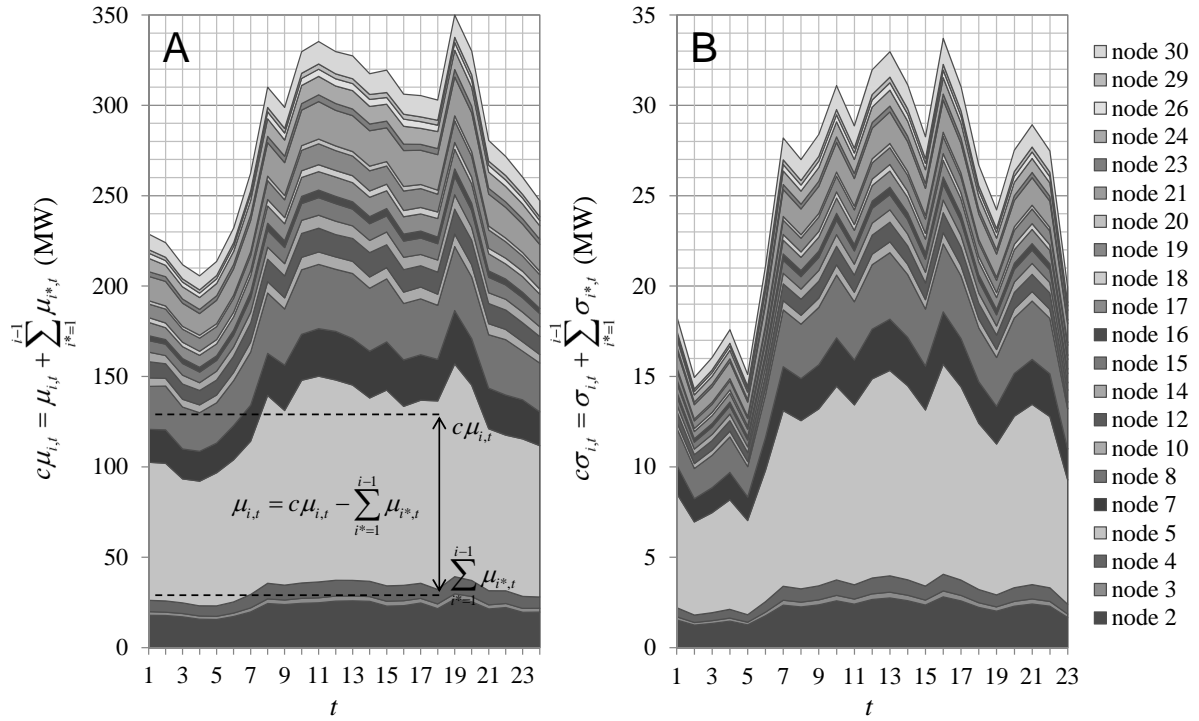 A
B
350
300
250
200
150
100
50
0
cμ_{i,t} = μ_{i,t} + \sum_{i*=1}^{i-1} μ_{i*,t} (MW)
cμ_{i,t}
μ_{i,t} = cμ_{i,t} − \sum_{i*=1}^{i-1} μ_{i*,t}
\sum_{i*=1}^{i-1} μ_{i*,t}
1 3 5 7 9 11 13 15 17 19 21 23
t
35
30
25
20
15
10
5
0
cσ_{i,t} = σ_{i,t} + \sum_{i*=1}^{i-1} σ_{i*,t} (MW)
1 3 5 7 9 11 13 15 17 19 21 23
t
node 30
node 29
node 26
node 24
node 23
node 21
node 20
node 19
node 18
node 17
node 16
node 15
node 14
node 12
node 10
node 8
node 7
node 5
node 4
node 3
node 2